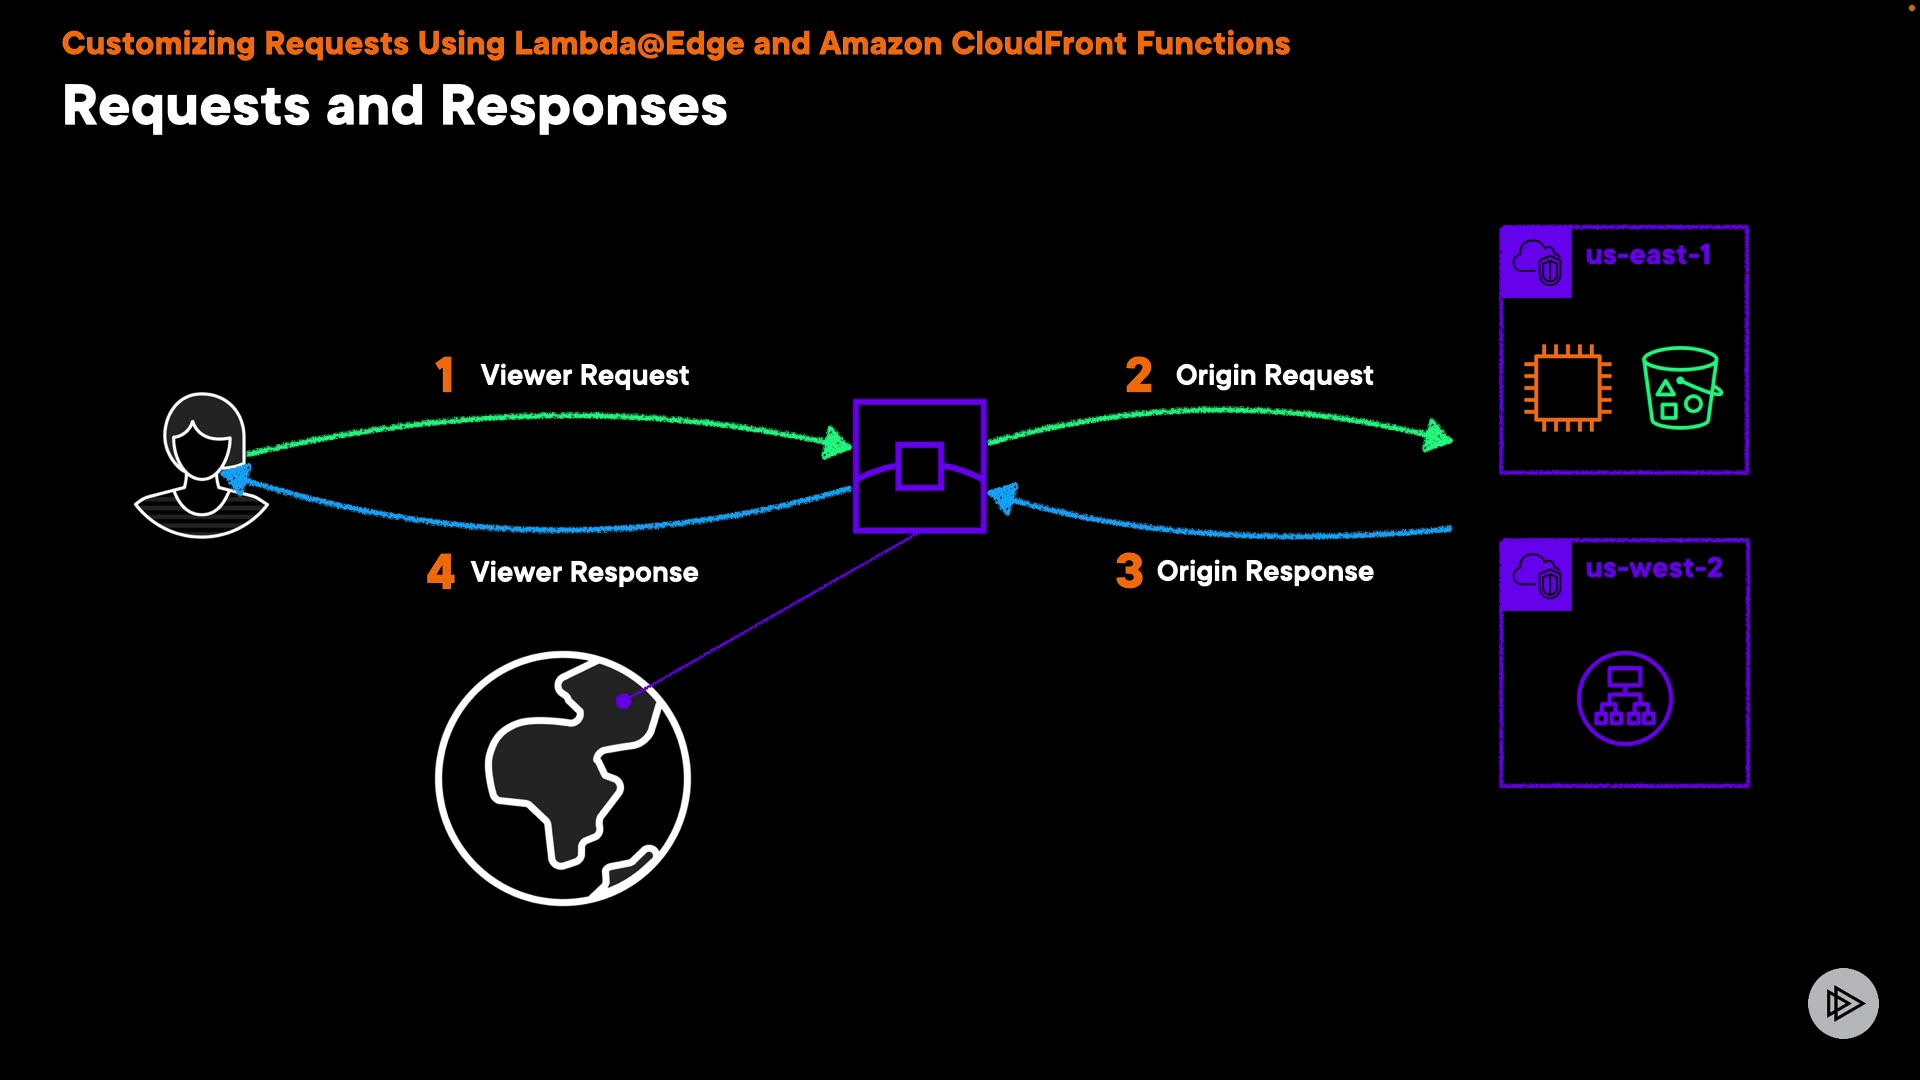 Customizing Requests Using Lambda@Edge and Amazon CloudFront Functions
Requests and Responses
us-east-1
1 Viewer Request
2 Origin Request
4 Viewer Response
3 Origin Response
us-west-2